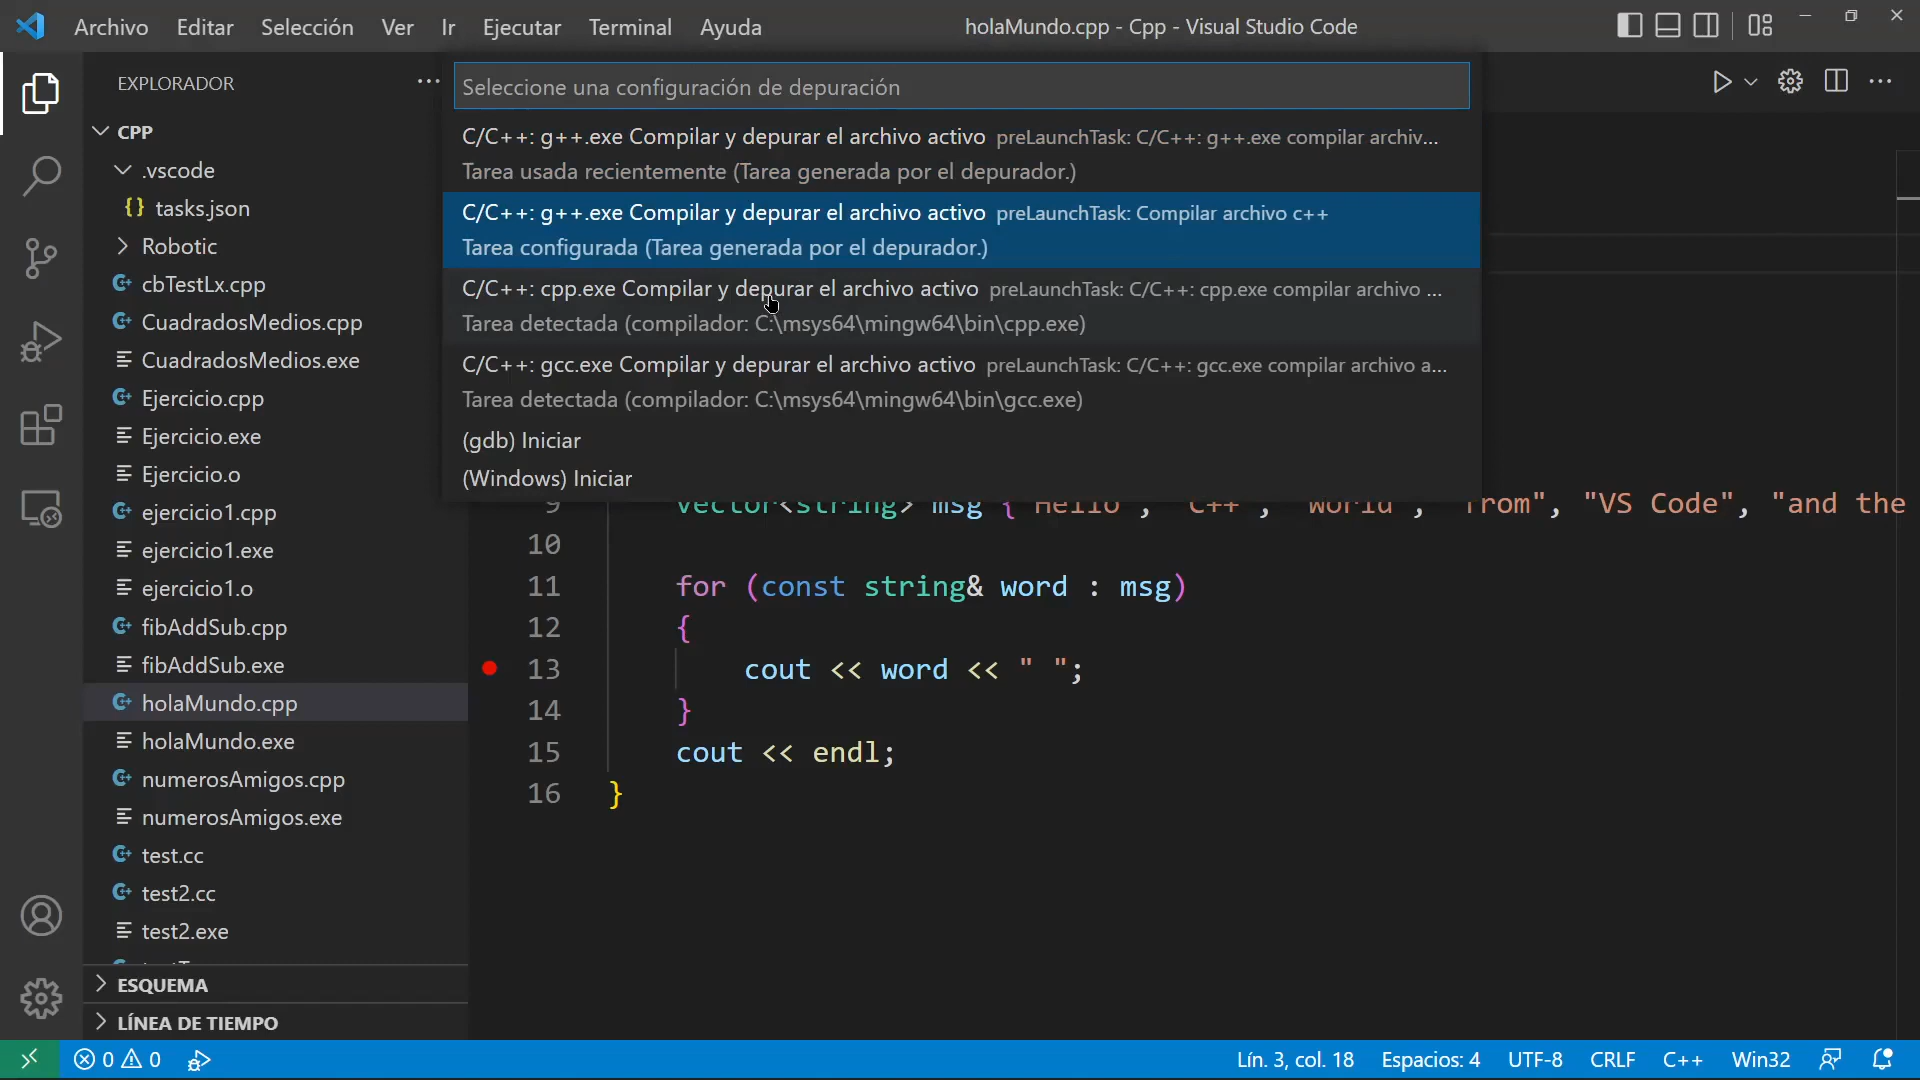 Archivo Editar Selección Ver Ir Ejecutar Terminal Ayuda
holaMundo.cpp - Cpp - Visual Studio Code
EXPLORADOR
CPP
.vscode
{} tasks.json
Robotic
cbTestLx.cpp
CuadradosMedios.cpp
CuadradosMedios.exe
Ejercicio.cpp
Ejercicio.exe
Ejercicio.o
ejercicio1.cpp
ejercicio1.exe
ejercicio1.o
fibAddSub.cpp
fibAddSub.exe
holaMundo.cpp
holaMundo.exe
numerosAmigos.cpp
numerosAmigos.exe
test.cc
test2.cc
test2.exe
ESQUEMA
LÍNEA DE TIEMPO
Seleccione una configuración de depuración
C/C++: g++.exe Compilar y depurar el archivo activo preLaunchTask: C/C++: g++.exe compilar archiv...
Tarea usada recientemente (Tarea generada por el depurador.)
C/C++: g++.exe Compilar y depurar el archivo activo preLaunchTask: Compilar archivo c++
Tarea configurada (Tarea generada por el depurador.)
C/C++: cpp.exe Compilar y depurar el archivo activo preLaunchTask: C/C++: cpp.exe compilar archivo ...
Tarea detectada (compilador: C:\msys64\mingw64\bin\cpp.exe)
C/C++: gcc.exe Compilar y depurar el archivo activo preLaunchTask: C/C++: gcc.exe compilar archivo a...
Tarea detectada (compilador: C:\msys64\mingw64\bin\gcc.exe)
(gdb) Iniciar
(Windows) Iniciar
9 vector<string> msg {"Hello", "C++", "World", "from", "VS Code", "and the
10
11 for (const string& word : msg)
12 {
13 cout << word << " ";
14 }
15 cout << endl;
16 }
0 0
Lín. 3, col. 18 Espacios: 4 UTF-8 CRLF C++ Win32